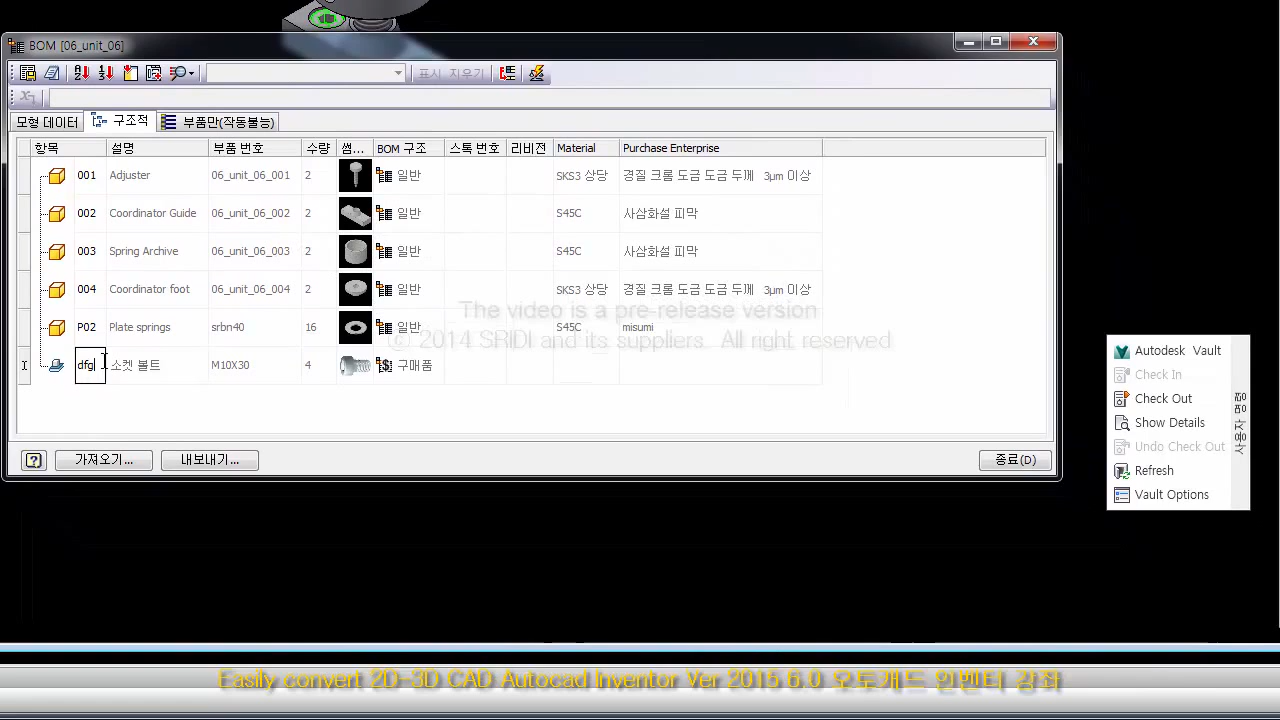 BOM [06_unit_06]
표시 지우기
모형 데이터 구조적 부품만(작동불능)
항목 설명 부품 번호 수량 썸... BOM 구조 스톡 번호 리비전 Material Purchase Enterprise
001 Adjuster 06_unit_06_001 2 일반 SKS3 상당 경질 크롬 도금 도금 두께 3μm 이상
002 Coordinator Guide 06_unit_06_002 2 일반 S45C 사삼화설 피막
003 Spring Archive 06_unit_06_003 2 일반 S45C 사삼화설 피막
004 Coordinator foot 06_unit_06_004 2 일반 SKS3 상당 경질 크롬 도금 도금 두께 3μm 이상
The video is a pre-release version
P02 Plate springs srbn40 16 일반 S45C misumi
© 2014 SRIDI and its suppliers. All right reserved
dfg 소켓 볼트 M10X30 4 구매품
가져오기... 내보내기... 종료(D)
Autodesk Vault
Check In
Check Out
Show Details
Undo Check Out
Refresh
Vault Options
Easily convert 2D-3D CAD Autocad Inventor Ver 2015.6.0 오토캐드 인벤터 강좌